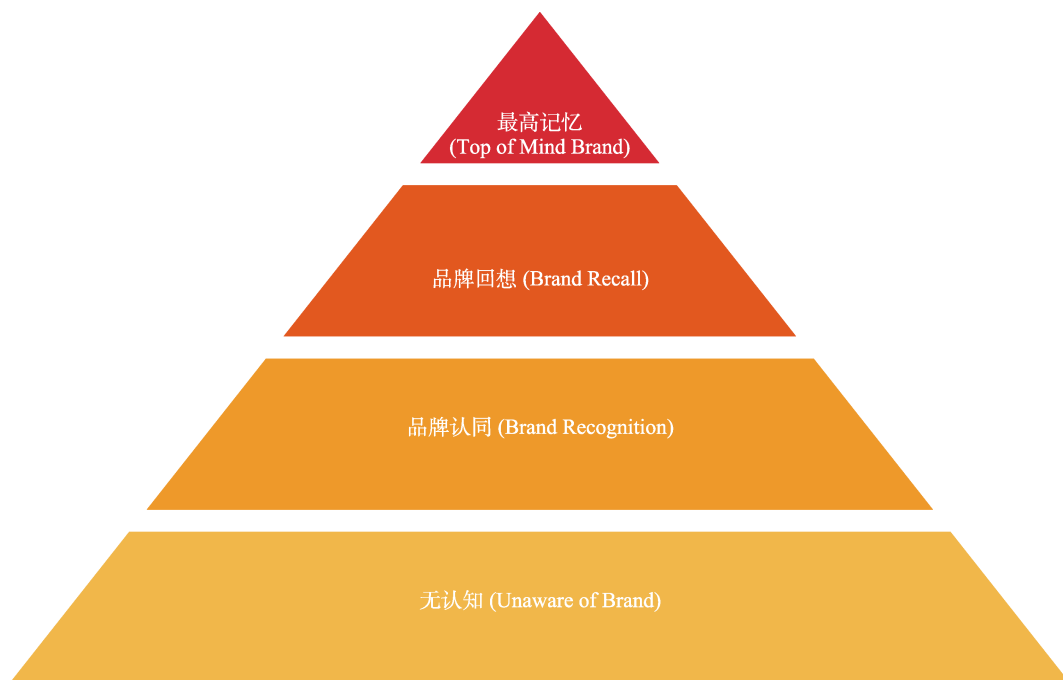 最高记忆
(Top of Mind Brand)
品牌回想 (Brand Recall)
品牌认同 (Brand Recognition)
无认知 (Unaware of Brand)